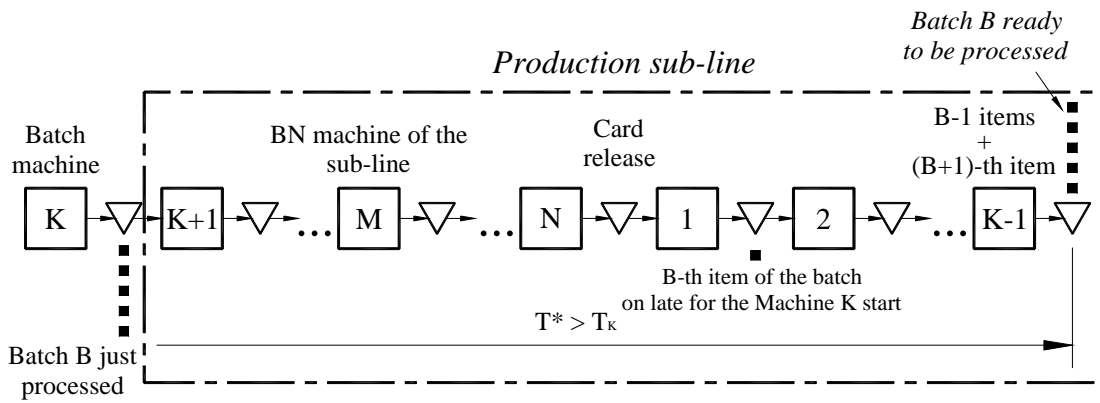 Batch B ready
to be processed
Production sub-line
B-1 items
+
(B+1)-th item
Batch
machine
BN machine of the
sub-line
Card
release
K
K+1
...
M
...
N
1
2
...
K-1
B-th item of the batch
on late for the Machine K start
T* > TK
Batch B just
processed